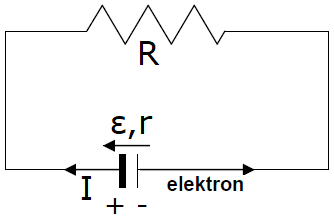 R
ε,r
I
elektron
+ -